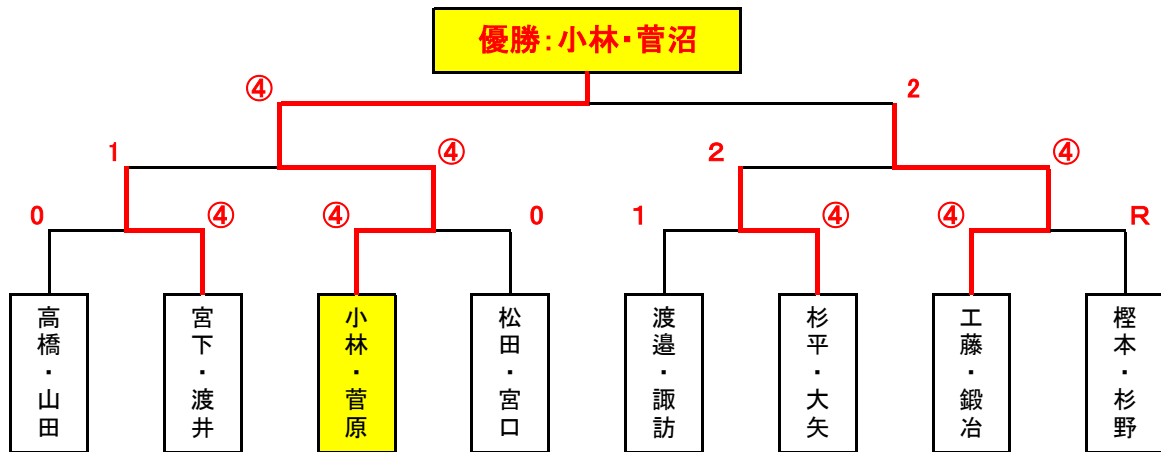 優勝:小林・菅沼
④ 2
1 ④ 2 ④
0 ④ ④ 0 1 ④ ④ R
高橋・山田
宮下・渡井
小林・菅原
松田・宮口
渡邉・諏訪
杉平・大矢
工藤・鍛冶
樫本・杉野